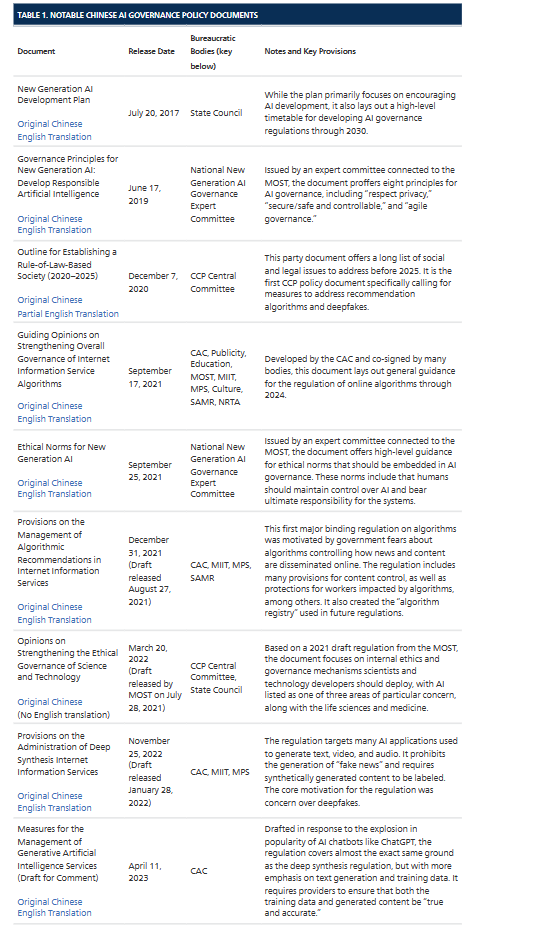 TABLE 1. NOTABLE CHINESE AI GOVERNANCE POLICY DOCUMENTS
Document
Release Date
Bureaucratic
Bodies (key
below)
Notes and Key Provisions
New Generation AI
Development Plan
Original Chinese
English Translation
July 20, 2017
State Council
While the plan primarily focuses on encouraging
AI development, it also lays out a high-level
timetable for developing AI governance
regulations through 2030.
Governance Principles for
New Generation AI:
Develop Responsible
Artificial Intelligence
Original Chinese
English Translation
June 17,
2019
National New
Generation AI
Governance
Expert
Committee
Issued by an expert committee connected to the
MOST, the document proffers eight principles for
AI governance, including “respect privacy,”
“secure/safe and controllable,” and “agile
governance.”
Outline for Establishing a
Rule-of-Law-Based
Society (2020–2025)
Original Chinese
Partial English Translation
December 7,
2020
CCP Central
Committee
This party document offers a long list of social
and legal issues to address before 2025. It is the
first CCP policy document specifically calling for
measures to address recommendation
algorithms and deepfakes.
Guiding Opinions on
Strengthening Overall
Governance of Internet
Information Service
Algorithms
Original Chinese
English Translation
September
17, 2021
CAC, Publicity,
Education,
MOST, MIIT,
MPS, Culture,
SAMR, NRTA
Developed by the CAC and co-signed by many
bodies, this document lays out general guidance
for the regulation of online algorithms through
2024.
Ethical Norms for New
Generation AI
Original Chinese
English Translation
September
25, 2021
National New
Generation AI
Governance
Expert
Committee
Issued by an expert committee connected to the
MOST, the document offers high-level guidance
for ethical norms that should be embedded in AI
governance. These norms include that humans
should maintain control over AI and bear
ultimate responsibility for the systems.
Provisions on the
Management of
Algorithmic
Recommendations in
Internet Information
Services
Original Chinese
English Translation
December
31, 2021
(Draft
released
August 27,
2021)
CAC, MIIT, MPS,
SAMR
This first major binding regulation on algorithms
was motivated by government fears about
algorithms controlling how news and content
are disseminated online. The regulation includes
many provisions for content control, as well as
protections for workers impacted by algorithms,
among others. It also created the “algorithm
registry” used in future regulations.
Opinions on
Strengthening the Ethical
Governance of Science
and Technology
Original Chinese
(No English translation)
March 20,
2022
(Draft
released by
MOST on July
28, 2021)
CCP Central
Committee,
State Council
Based on a 2021 draft regulation from the MOST,
the document focuses on internal ethics and
governance mechanisms scientists and
technology developers should deploy, with AI
listed as one of three areas of particular concern,
along with the life sciences and medicine.
Provisions on the
Administration of Deep
Synthesis Internet
Information Services
Original Chinese
English Translation
November
25, 2022
(Draft
released
January 28,
2022)
CAC, MIIT, MPS
The regulation targets many AI applications used
to generate text, video, and audio. It prohibits
the generation of “fake news” and requires
synthetically generated content to be labeled.
The core motivation for the regulation was
concern over deepfakes.
Measures for the
Management of
Generative Artificial
Intelligence Services
(Draft for Comment)
Original Chinese
English Translation
April 11,
2023
CAC
Drafted in response to the explosion in
popularity of AI chatbots like ChatGPT, the
regulation covers almost the exact same ground
as the deep synthesis regulation, but with more
emphasis on text generation and training data. It
requires providers to ensure that both the
training data and generated content be “true
and accurate.”